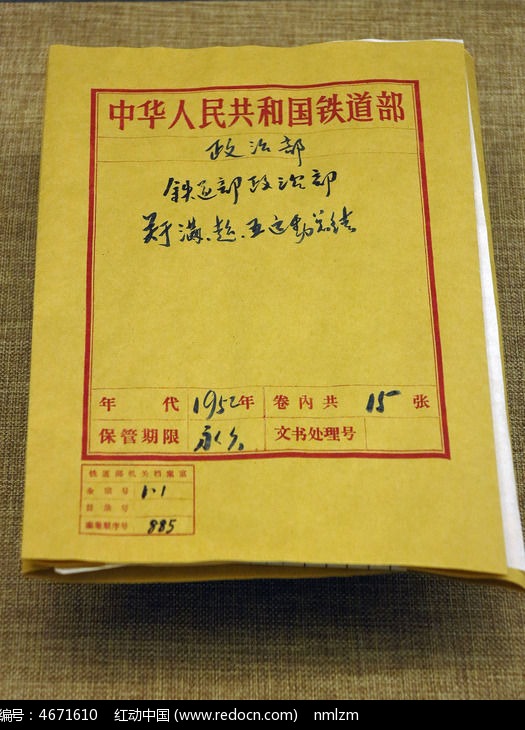 中华人民共和国铁道部
政治部
铁道部政治部
关于满、超、五运动总结
年代 1952年 卷内共 15 张
保管期限 永久 文书处理号
铁道部机关档案室
全宗号 1·1
目录号
案卷顺序号 885
编号：4671610 红动中国 (www.redocn.com) nmlzm